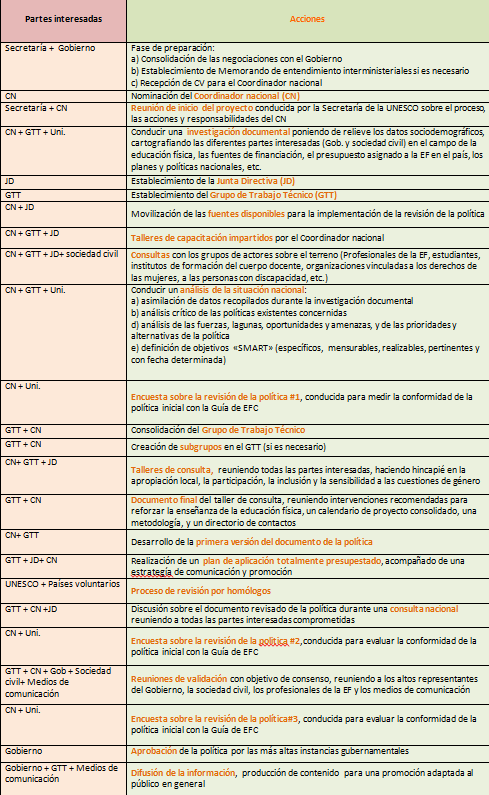 Partes interesadas
Acciones
Secretaría + Gobierno
Fase de preparación:
a) Consolidación de las negociaciones con el Gobierno
b) Establecimiento de Memorando de entendimiento interministeriales si es necesario
c) Recepción de CV para el Coordinador nacional
CN
Nominación del Coordinador nacional (CN)
Secretaría + CN
Reunión de inicio del proyecto conducida por la Secretaría de la UNESCO sobre el proceso,
las acciones y responsabilidades del CN
CN + GTT + Uni.
Conducir una investigación documental poniendo de relieve los datos sociodemográficos,
cartografiando las diferentes partes interesadas (Gob. y sociedad civil) en el campo de la
educación física, las fuentes de financiación, el presupuesto asignado a la EF en el país, los
planes y políticas nacionales, etc.
JD
Establecimiento de la Junta Directiva (JD)
GTT
Establecimiento del Grupo de Trabajo Técnico (GTT)
CN + JD
Movilización de las fuentes disponibles para la implementación de la revisión de la política
CN + GTT + JD
Talleres de capacitación impartidos por el Coordinador nacional
CN + GTT + JD+ sociedad civil
Consultas con los grupos de actores sobre el terreno (Profesionales de la EF, estudiantes,
institutos de formación del cuerpo docente, organizaciones vinculadas a los derechos de
las mujeres, a las personas con discapacidad, etc.)
CN + GTT + Uni.
Conducir un análisis de la situación nacional:
a) asimilación de datos recopilados durante la investigación documental
b) análisis crítico de las políticas existentes concernidas
d) análisis de las fuerzas, lagunas, oportunidades y amenazas, y de las prioridades y
alternativas de la política
e) definición de objetivos «SMART» (específicos, mensurables, realizables, pertinentes y
con fecha determinada)
CN + Uni.
Encuesta sobre la revisión de la política #1, conducida para medir la conformidad de la
política inicial con la Guía de EFC
GTT + CN
Consolidación del Grupo de Trabajo Técnico
GTT + CN
Creación de subgrupos en el GTT (si es necesario)
CN+ GTT + JD
Talleres de consulta, reuniendo todas las partes interesadas, haciendo hincapié en la
apropiación local, la participación, la inclusión y la sensibilidad a las cuestiones de género
GTT + CN
Documento final del taller de consulta, reuniendo intervenciones recomendadas para
reforzar la enseñanza de la educación física, un calendario de proyecto consolidado, una
metodología, y un directorio de contactos
CN+ GTT
Desarrollo de la primera versión del documento de la política
GTT + JD+ CN
Realización de un plan de aplicación totalmente presupestado, acompañado de una
estrategía de comunicación y promoción
UNESCO + Países voluntarios
Proceso de revisión por homólogos
GTT + CN +JD
Discusión sobre el documento revisado de la política durante una consulta nacional
reuniendo a todas las partes interesadas comprometidas
CN + Uni.
Encuesta sobre la revisión de la política #2,conducida para evaluar la conformidad de la
política inicial con la Guía de EFC
GTT + CN + Gob + Sociedad
civil+ Medios de
comunicación
Reuniones de validación con objetivo de consenso, reuniendo a los altos representantes
del Gobierno, la sociedad civil, los profesionales de la EF y los medios de comunicación
CN + Uni.
Encuesta sobre la revisión de la política#3, conducida para evaluar la conformidad de la
política inicial con la Guía de EFC
Gobierno
Aprobación de la política por las más altas instancias gubernamentales
Gobierno + GTT + Medios de
comunicación
Difusión de la información, producción de contenido para una promoción adaptada al
público en general